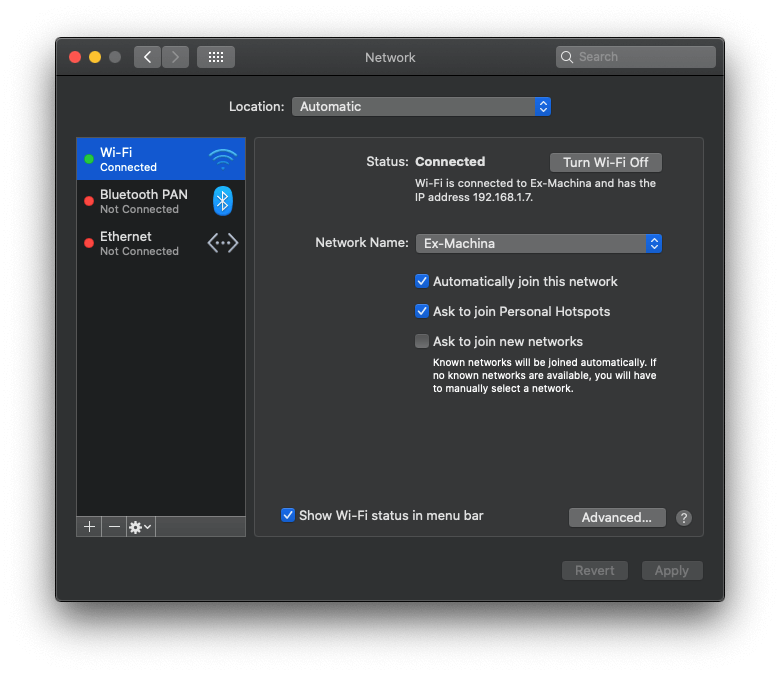 Network
Search
Location: Automatic
Wi-Fi
Connected
Bluetooth PAN
Not Connected
Ethernet
Not Connected
Status: Connected
Turn Wi-Fi Off
Wi-Fi is connected to Ex-Machina and has the
IP address 192.168.1.7.
Network Name: Ex-Machina
Automatically join this network
Ask to join Personal Hotspots
Ask to join new networks
Known networks will be joined automatically. If
no known networks are available, you will have
to manually select a network.
Show Wi-Fi status in menu bar
Advanced...
?
Revert
Apply